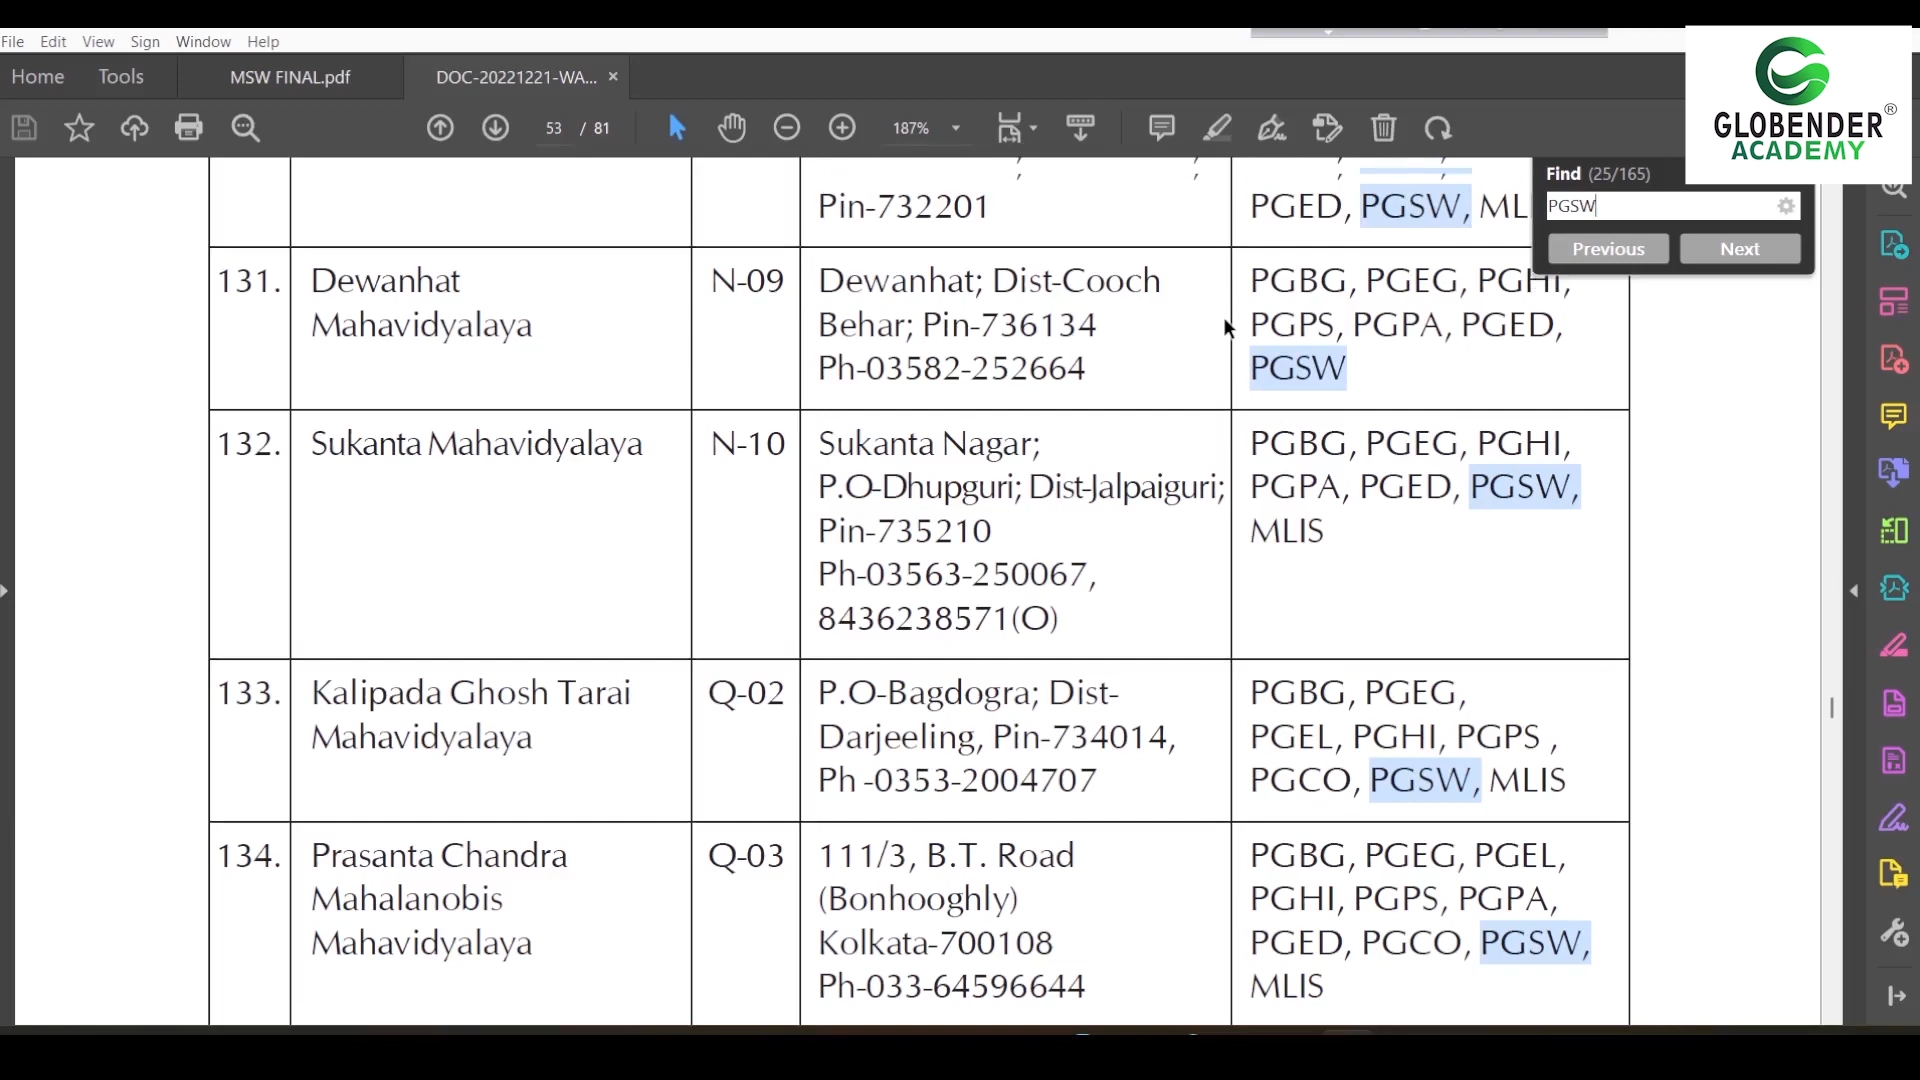 File Edit View Sign Window Help
Home Tools MSW FINAL.pdf DOC-20221221-WA... ×
53 / 81 187%
GLOBENDER®
ACADEMY
Find (25/165)
PGSW
Previous Next
Pin-732201
PGED, PGSW, ML
131.
Dewanhat
Mahavidyalaya
N-09
Dewanhat; Dist-Cooch
Behar; Pin-736134
Ph-03582-252664
PGBG, PGEG, PGHI,
PGPS, PGPA, PGED,
PGSW
132.
Sukanta Mahavidyalaya
N-10
Sukanta Nagar;
P.O-Dhupguri; Dist-Jalpaiguri;
Pin-735210
Ph-03563-250067,
8436238571(O)
PGBG, PGEG, PGHI,
PGPA, PGED, PGSW,
MLIS
133.
Kalipada Ghosh Tarai
Mahavidyalaya
Q-02
P.O-Bagdogra; Dist-
Darjeeling, Pin-734014,
Ph -0353-2004707
PGBG, PGEG,
PGEL, PGHI, PGPS ,
PGCO, PGSW, MLIS
134.
Prasanta Chandra
Mahalanobis
Mahavidyalaya
Q-03
111/3, B.T. Road
(Bonhooghly)
Kolkata-700108
Ph-033-64596644
PGBG, PGEG, PGEL,
PGHI, PGPS, PGPA,
PGED, PGCO, PGSW,
MLIS